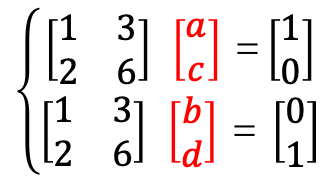 { [1 3] [a] = [1]
  [2 6] [c]   [0]
  [1 3] [b] = [0]
  [2 6] [d]   [1]